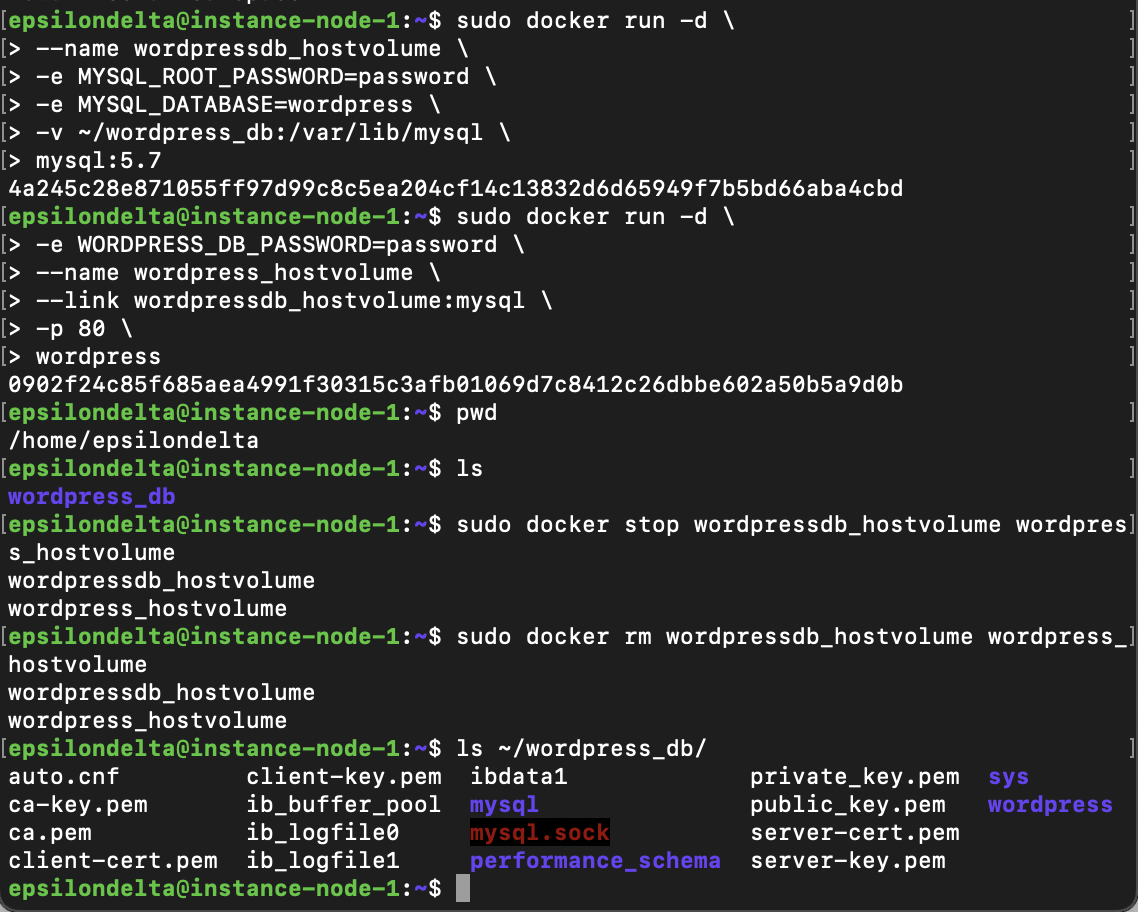 [epsilondelta@instance-node-1:~$ sudo docker run -d \ ]
[> --name wordpressdb_hostvolume \ ]
[> -e MYSQL_ROOT_PASSWORD=password \ ]
[> -e MYSQL_DATABASE=wordpress \ ]
[> -v ~/wordpress_db:/var/lib/mysql \ ]
[> mysql:5.7 ]
4a245c28e871055ff97d99c8c5ea204cf14c13832d6d65949f7b5bd66aba4cbd
[epsilondelta@instance-node-1:~$ sudo docker run -d \ ]
[> -e WORDPRESS_DB_PASSWORD=password \ ]
[> --name wordpress_hostvolume \ ]
[> --link wordpressdb_hostvolume:mysql \ ]
[> -p 80 \ ]
[> wordpress ]
0902f24c85f685aea4991f30315c3afb01069d7c8412c26dbbe602a50b5a9d0b
[epsilondelta@instance-node-1:~$ pwd ]
/home/epsilondelta
[epsilondelta@instance-node-1:~$ ls ]
wordpress_db
[epsilondelta@instance-node-1:~$ sudo docker stop wordpressdb_hostvolume wordpres]
s_hostvolume
wordpressdb_hostvolume
wordpress_hostvolume
[epsilondelta@instance-node-1:~$ sudo docker rm wordpressdb_hostvolume wordpress_]
hostvolume
wordpressdb_hostvolume
wordpress_hostvolume
[epsilondelta@instance-node-1:~$ ls ~/wordpress_db/ ]
auto.cnf client-key.pem ibdata1 private_key.pem sys
ca-key.pem ib_buffer_pool mysql public_key.pem wordpress
ca.pem ib_logfile0 mysql.sock server-cert.pem
client-cert.pem ib_logfile1 performance_schema server-key.pem
epsilondelta@instance-node-1:~$